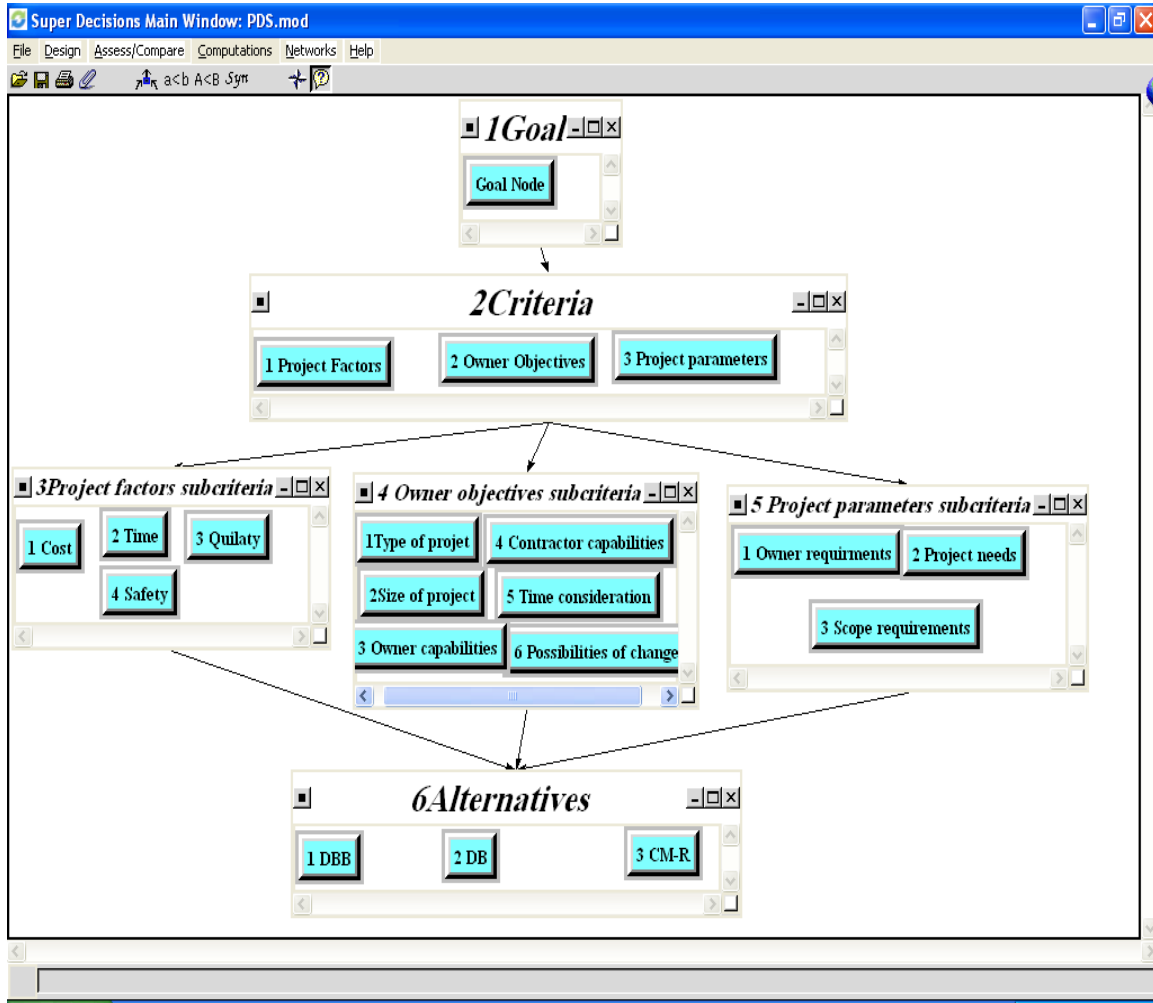 Super Decisions Main Window: PDS.mod
File Design Assess/Compare Computations Networks Help
a<b A<B Syn
1Goal
Goal Node
2Criteria
1 Project Factors
2 Owner Objectives
3 Project parameters
3Project factors subcriteria
1 Cost
2 Time
3 Quilaty
4 Safety
4 Owner objectives subcriteria
1Type of projet
4 Contractor capabilities
2Size of project
5 Time consideration
3 Owner capabilities
6 Possibilities of change
5 Project parameters subcriteria
1 Owner requirments
2 Project needs
3 Scope requirements
6Alternatives
1 DBB
2 DB
3 CM-R